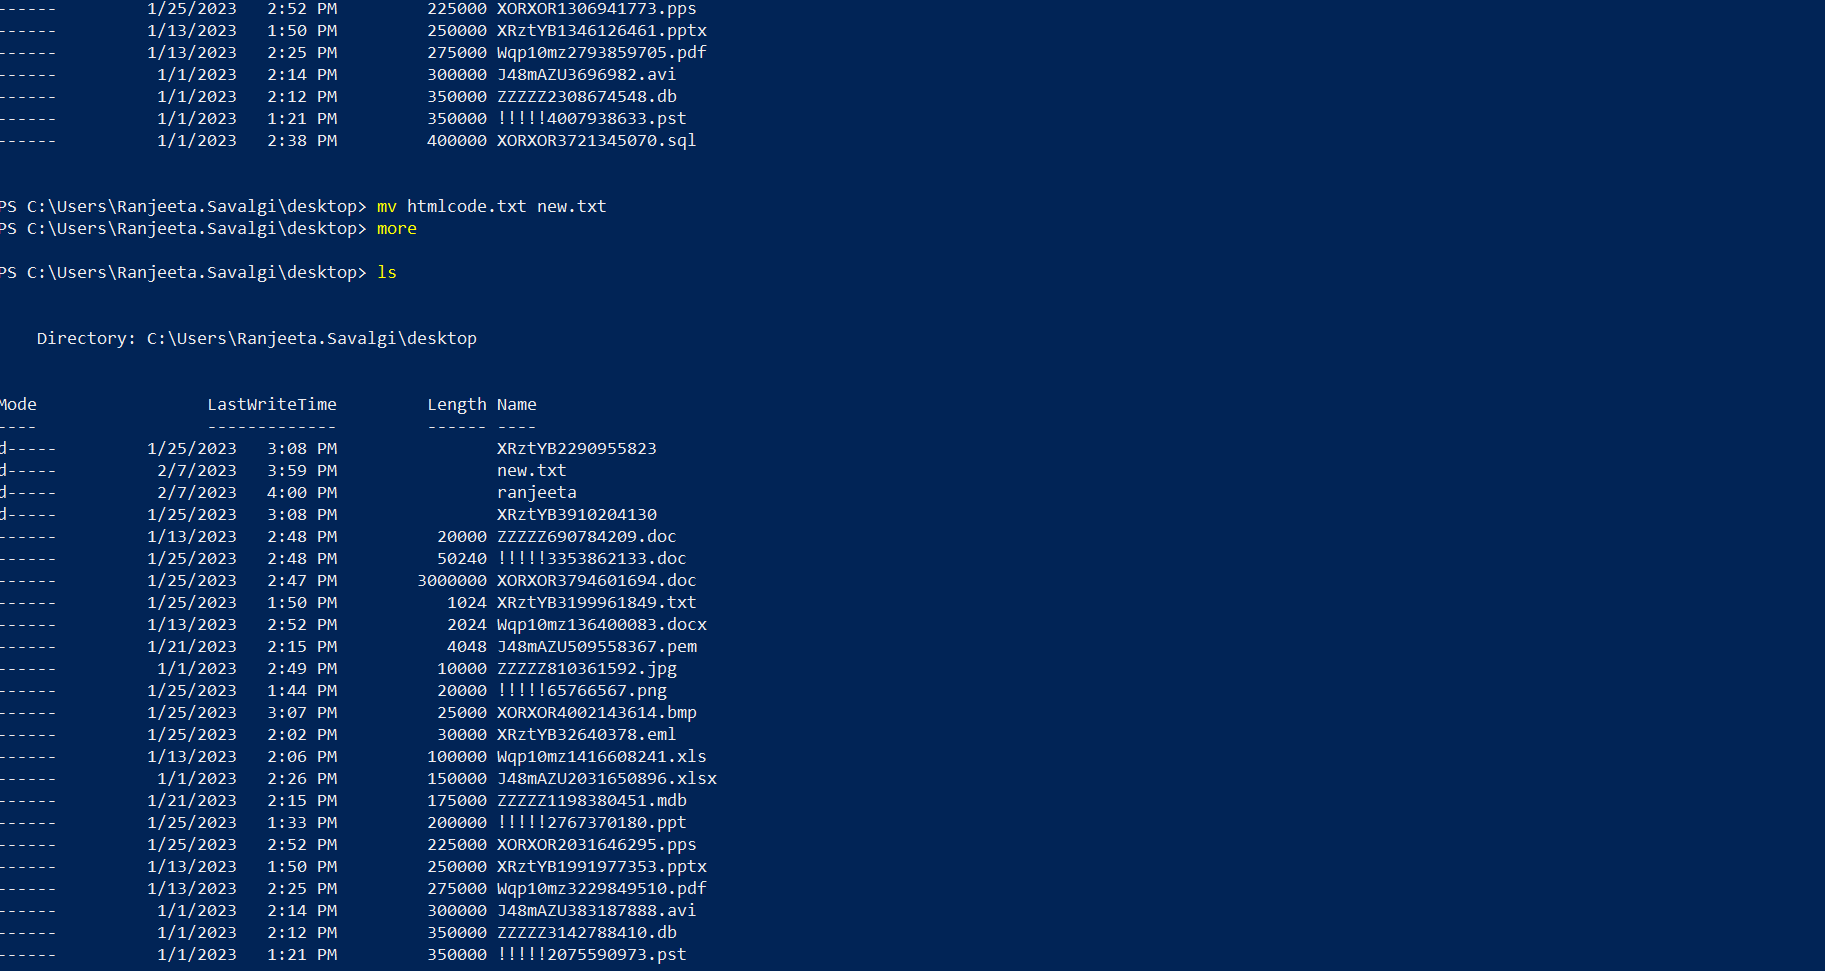 ------ 1/25/2023 2:52 PM 225000 XORXOR1306941773.pps
------ 1/13/2023 1:50 PM 250000 XRztYB1346126461.pptx
------ 1/13/2023 2:25 PM 275000 Wqp10mz2793859705.pdf
------ 1/1/2023 2:14 PM 300000 J48mAZU3696982.avi
------ 1/1/2023 2:12 PM 350000 ZZZZZ2308674548.db
------ 1/1/2023 1:21 PM 350000 !!!!!4007938633.pst
------ 1/1/2023 2:38 PM 400000 XORXOR3721345070.sql
PS C:\Users\Ranjeeta.Savalgi\desktop> mv htmlcode.txt new.txt
PS C:\Users\Ranjeeta.Savalgi\desktop> more
PS C:\Users\Ranjeeta.Savalgi\desktop> ls
Directory: C:\Users\Ranjeeta.Savalgi\desktop
Mode LastWriteTime Length Name
---- ------------- ------ ----
d----- 1/25/2023 3:08 PM XRztYB2290955823
d----- 2/7/2023 3:59 PM new.txt
d----- 2/7/2023 4:00 PM ranjeeta
d----- 1/25/2023 3:08 PM XRztYB3910204130
------ 1/13/2023 2:48 PM 20000 ZZZZZ690784209.doc
------ 1/25/2023 2:48 PM 50240 !!!!!3353862133.doc
------ 1/25/2023 2:47 PM 3000000 XORXOR3794601694.doc
------ 1/25/2023 1:50 PM 1024 XRztYB3199961849.txt
------ 1/13/2023 2:52 PM 2024 Wqp10mz136400083.docx
------ 1/21/2023 2:15 PM 4048 J48mAZU509558367.pem
------ 1/1/2023 2:49 PM 10000 ZZZZZ810361592.jpg
------ 1/25/2023 1:44 PM 20000 !!!!!65766567.png
------ 1/25/2023 3:07 PM 25000 XORXOR4002143614.bmp
------ 1/25/2023 2:02 PM 30000 XRztYB32640378.eml
------ 1/13/2023 2:06 PM 100000 Wqp10mz1416608241.xls
------ 1/1/2023 2:26 PM 150000 J48mAZU2031650896.xlsx
------ 1/21/2023 2:15 PM 175000 ZZZZZ1198380451.mdb
------ 1/25/2023 1:33 PM 200000 !!!!!2767370180.ppt
------ 1/25/2023 2:52 PM 225000 XORXOR2031646295.pps
------ 1/13/2023 1:50 PM 250000 XRztYB1991977353.pptx
------ 1/13/2023 2:25 PM 275000 Wqp10mz3229849510.pdf
------ 1/1/2023 2:14 PM 300000 J48mAZU383187888.avi
------ 1/1/2023 2:12 PM 350000 ZZZZZ3142788410.db
------ 1/1/2023 1:21 PM 350000 !!!!!2075590973.pst